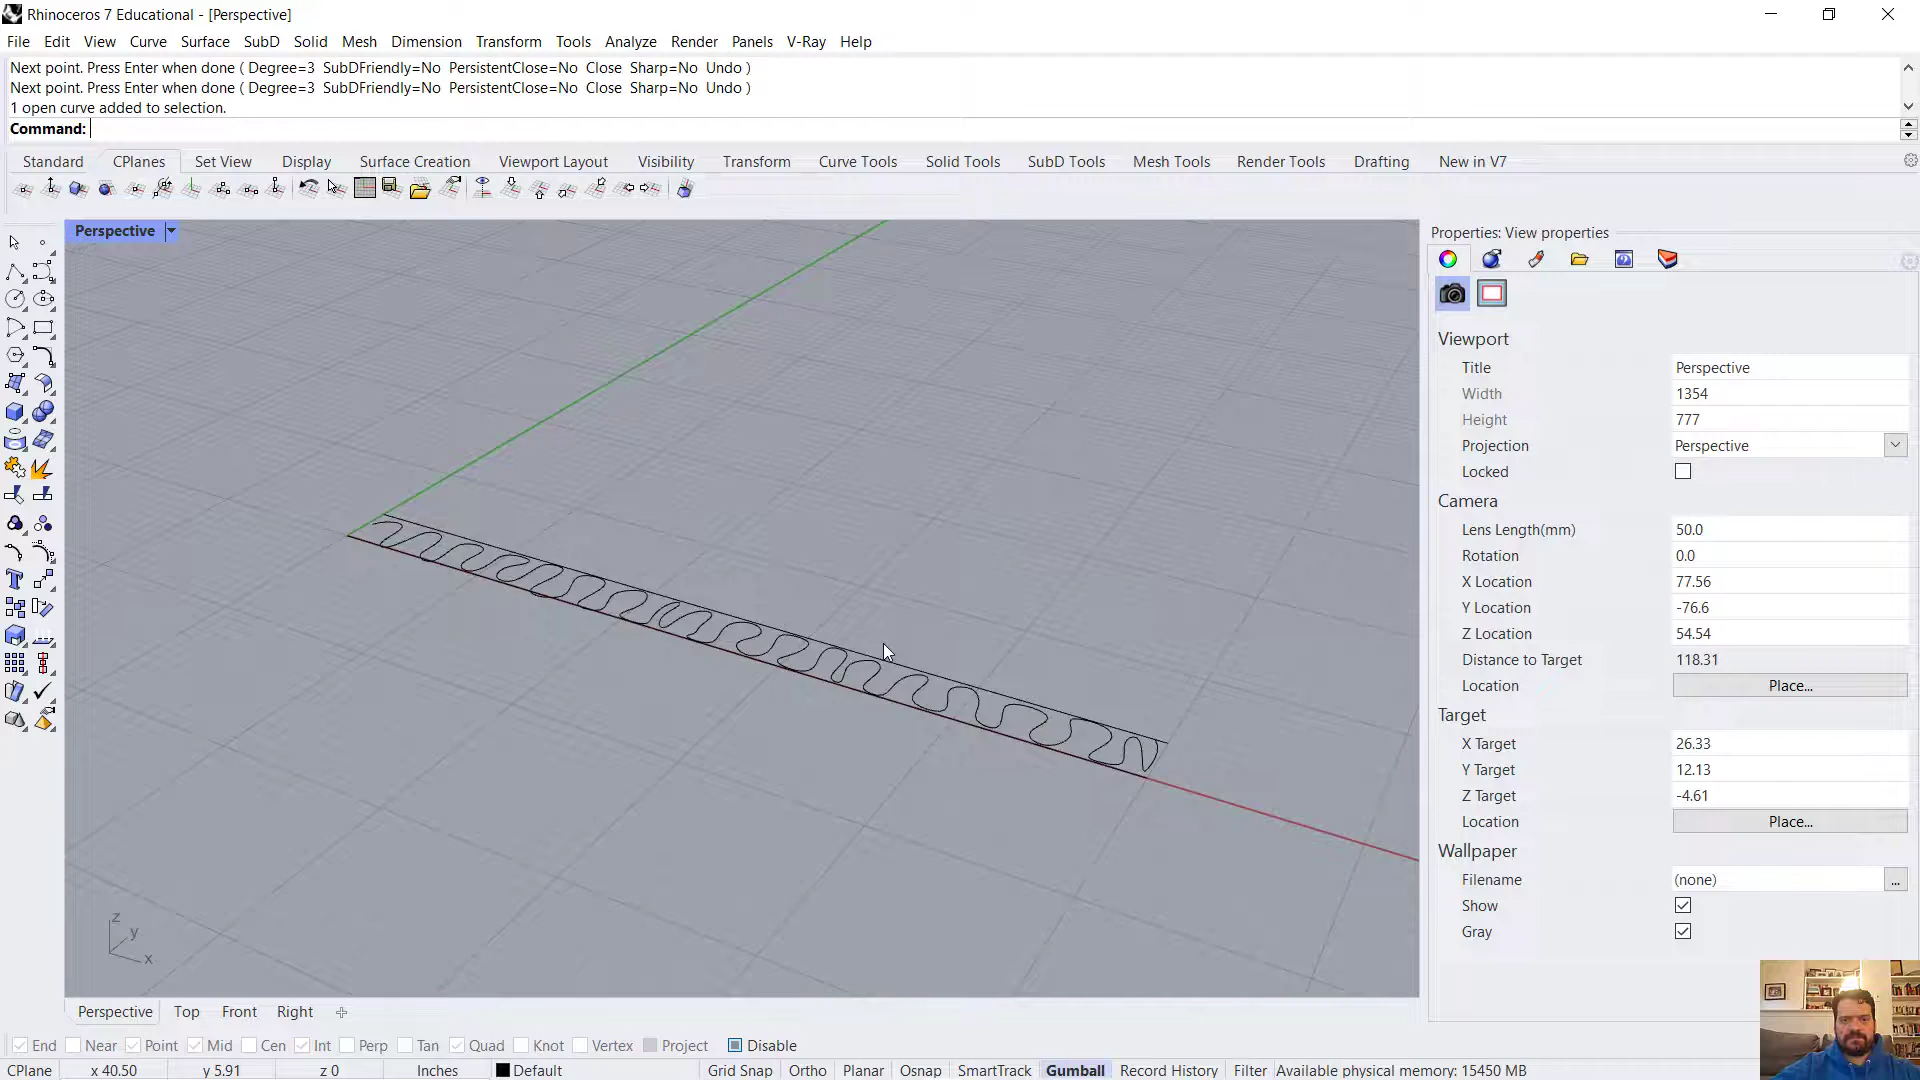 Rhinoceros 7 Educational - [Perspective]
File Edit View Curve Surface SubD Solid Mesh Dimension Transform Tools Analyze Render Panels V-Ray Help
Next point. Press Enter when done ( Degree=3 SubDFriendly=No PersistentClose=No Close Sharp=No Undo )
Next point. Press Enter when done ( Degree=3 SubDFriendly=No PersistentClose=No Close Sharp=No Undo )
1 open curve added to selection.
Command:
Standard CPlanes Set View Display Surface Creation Viewport Layout Visibility Transform Curve Tools Solid Tools SubD Tools Mesh Tools Render Tools Drafting New in V7
Perspective
Properties: View properties
Viewport
Title Perspective
Width 1354
Height 777
Projection Perspective
Locked
Camera
Lens Length(mm) 50.0
Rotation 0.0
X Location 77.56
Y Location -76.6
Z Location 54.54
Distance to Target 118.31
Location Place...
Target
X Target 26.33
Y Target 12.13
Z Target -4.61
Location Place...
Wallpaper
Filename (none) ...
Show
Gray
z
y
x
Perspective Top Front Right
End Near Point Mid Cen Int Perp Tan Quad Knot Vertex Project Disable
CPlane x 40.50 y 5.91 z 0 Inches Default Grid Snap Ortho Planar Osnap SmartTrack Gumball Record History Filter Available physical memory: 15450 MB